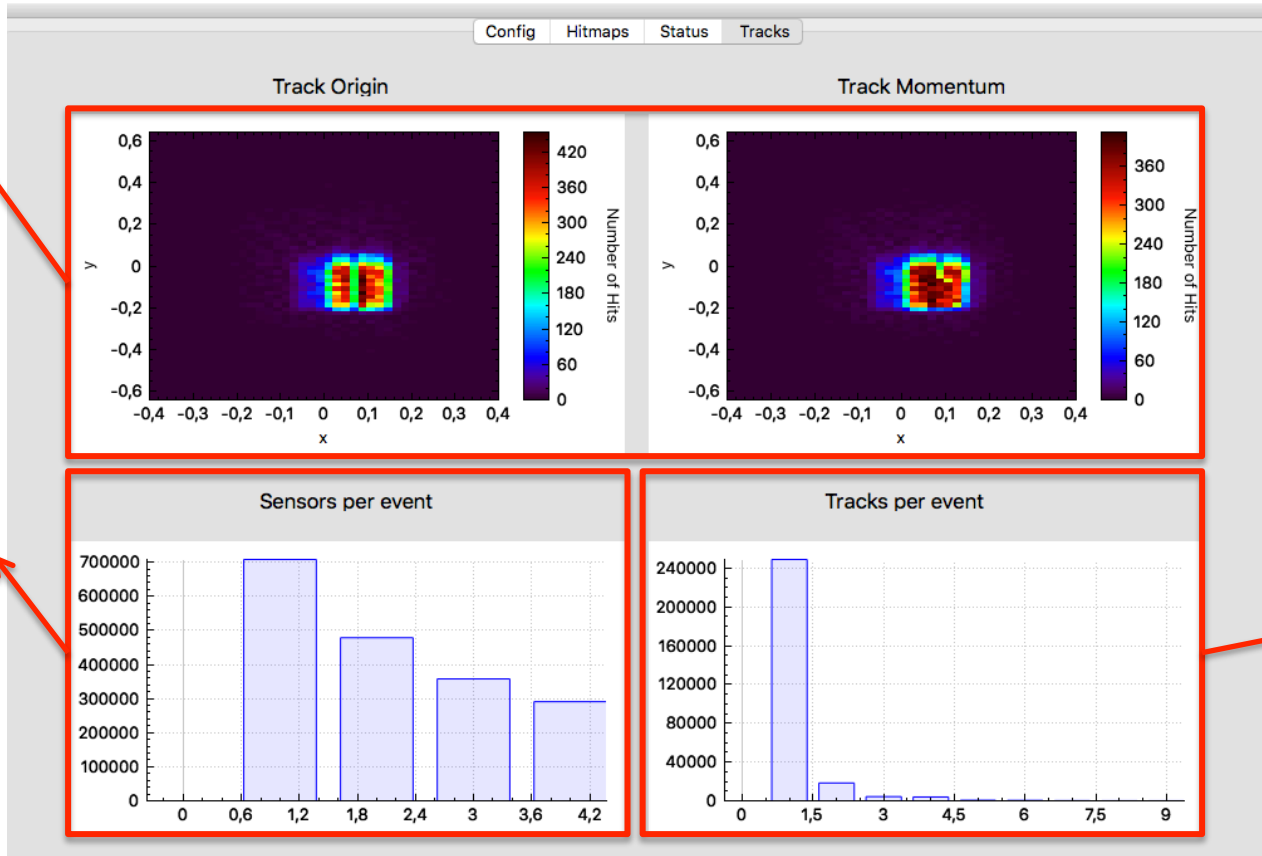 Config Hitmaps Status Tracks
Track Origin
0,6
0,4
0,2
0
-0,2
-0,4
-0,6
y
-0,4 -0,3 -0,2 -0,1 0 0,1 0,2 0,3 0,4
x
420
360
300
240
180
120
60
0
Number of Hits
Track Momentum
0,6
0,4
0,2
0
-0,2
-0,4
-0,6
y
-0,4 -0,3 -0,2 -0,1 0 0,1 0,2 0,3 0,4
x
360
300
240
180
120
60
0
Number of Hits
Sensors per event
700000
600000
500000
400000
300000
200000
100000
0
0 0,6 1,2 1,8 2,4 3 3,6 4,2
Tracks per event
240000
200000
160000
120000
80000
40000
0
0 1,5 3 4,5 6 7,5 9